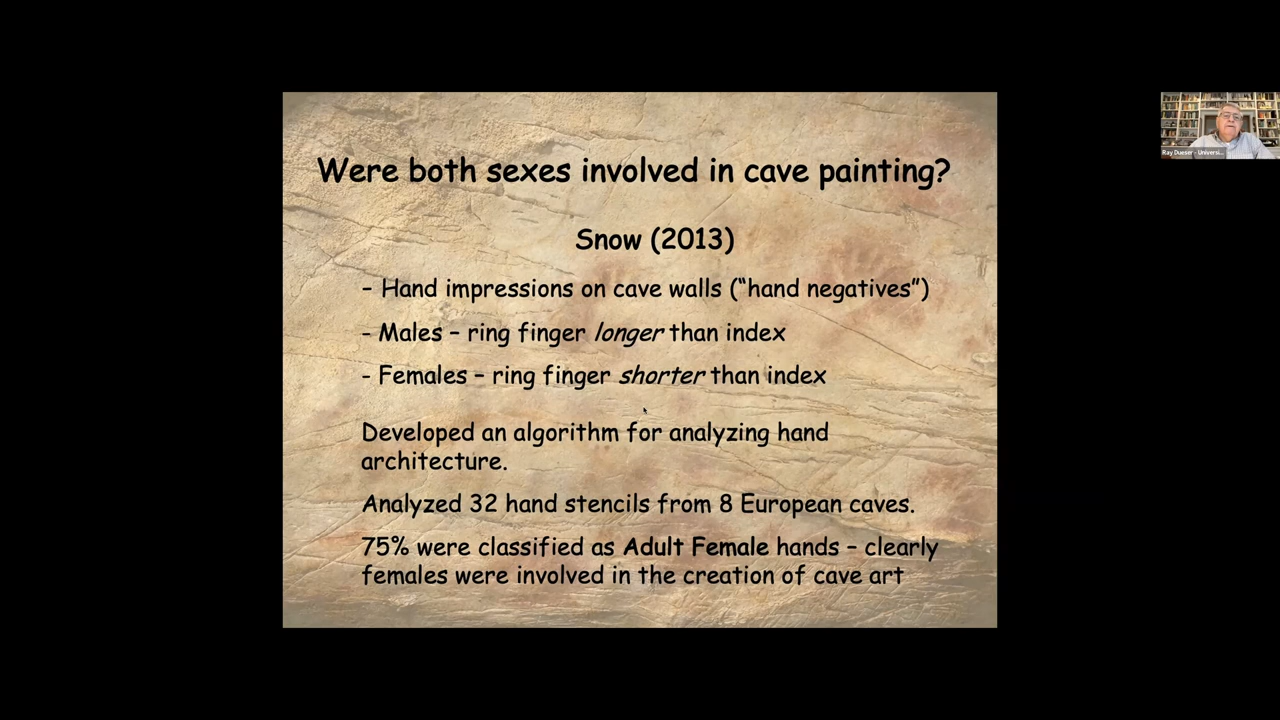 Were both sexes involved in cave painting?
Snow (2013)
– Hand impressions on cave walls (“hand negatives”)
- Males – ring finger longer than index
- Females – ring finger shorter than index
Developed an algorithm for analyzing hand
architecture.
Analyzed 32 hand stencils from 8 European caves.
75% were classified as Adult Female hands – clearly
females were involved in the creation of cave art
Ray Dueser - Universi...